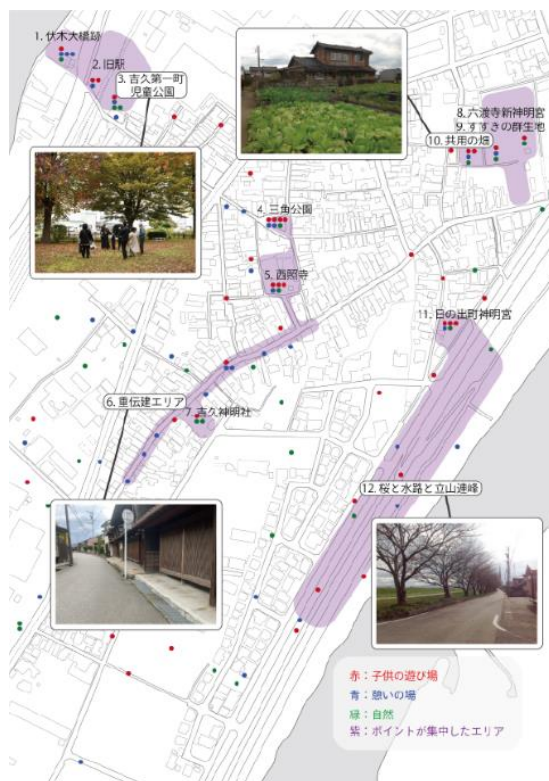 1. 伏木大橋跡
2. 旧駅
3. 吉久第一町
児童公園
8. 六渡寺新神明宮
9. すすきの群生地
10. 共用の畑
4. 三角公園
5. 西照寺
11. 日の出町神明宮
6. 重伝建エリア
7. 吉久神明社
12. 桜と水路と立山連峰
赤：子供の遊び場
青：憩いの場
緑：自然
紫：ポイントが集中したエリア